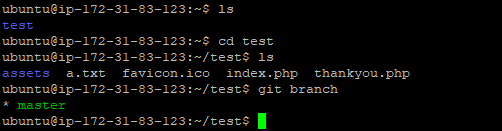 ubuntu@ip-172-31-83-123:~$ ls
test
ubuntu@ip-172-31-83-123:~$ cd test
ubuntu@ip-172-31-83-123:~/test$ ls
assets  a.txt  favicon.ico  index.php  thankyou.php
ubuntu@ip-172-31-83-123:~/test$ git branch
* master
ubuntu@ip-172-31-83-123:~/test$